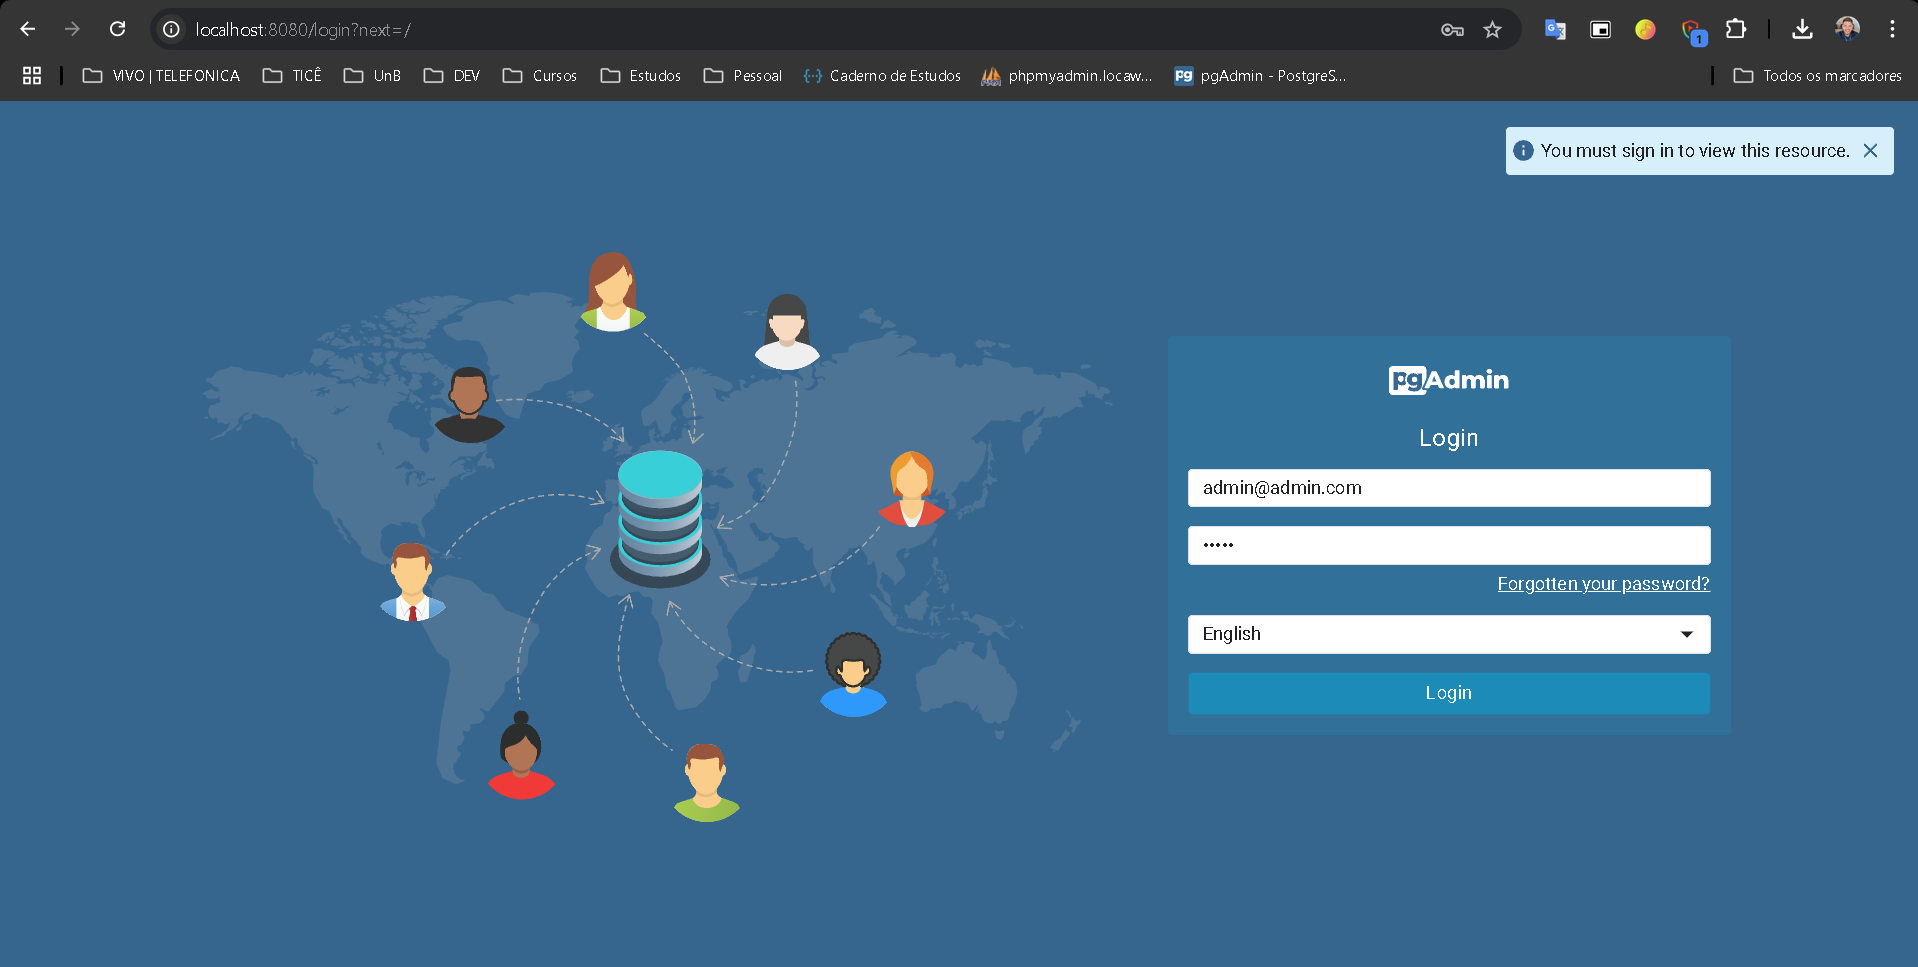 localhost:8080/login?next=/
1
VIVO | TELEFONICA TICÊ UnB DEV Cursos Estudos Pessoal Caderno de Estudos phpmyadmin.locaw... pg pgAdmin - PostgreS... Todos os marcadores
You must sign in to view this resource.
pgAdmin
Login
admin@admin.com
•••••
Forgotten your password?
English
Login